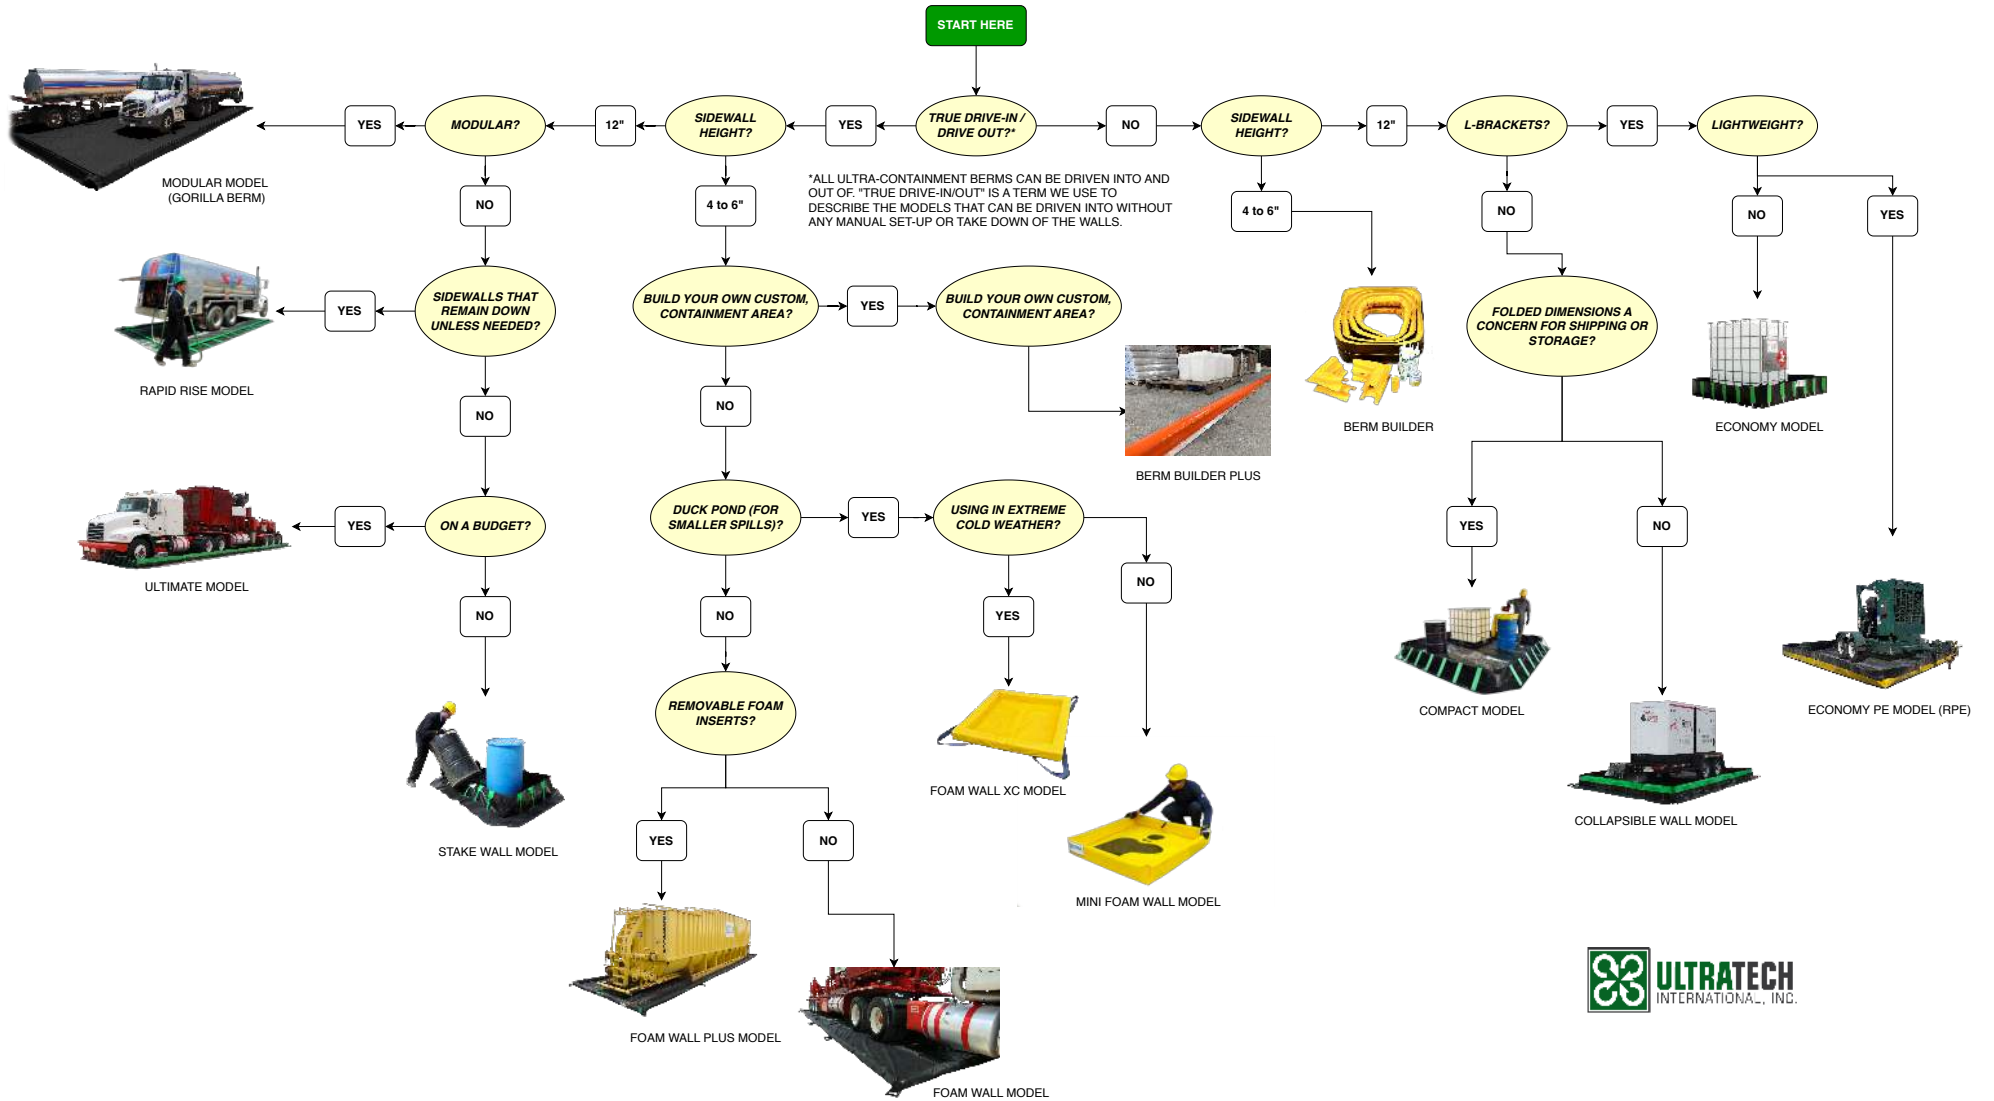 START HERE
TRUE DRIVE-IN /
DRIVE OUT?*
YES
SIDEWALL
HEIGHT?
12"
MODULAR?
YES
MODULAR MODEL
(GORILLA BERM)
NO
SIDEWALLS THAT
REMAIN DOWN
UNLESS NEEDED?
YES
RAPID RISE MODEL
NO
ON A BUDGET?
YES
ULTIMATE MODEL
NO
STAKE WALL MODEL
4 to 6"
BUILD YOUR OWN CUSTOM,
CONTAINMENT AREA?
YES
BUILD YOUR OWN CUSTOM,
CONTAINMENT AREA?
BERM BUILDER PLUS
NO
DUCK POND (FOR
SMALLER SPILLS)?
YES
USING IN EXTREME
COLD WEATHER?
YES
FOAM WALL XC MODEL
NO
MINI FOAM WALL MODEL
NO
REMOVABLE FOAM
INSERTS?
YES
FOAM WALL PLUS MODEL
NO
FOAM WALL MODEL
*ALL ULTRA-CONTAINMENT BERMS CAN BE DRIVEN INTO AND
OUT OF. "TRUE DRIVE-IN/OUT" IS A TERM WE USE TO
DESCRIBE THE MODELS THAT CAN BE DRIVEN INTO WITHOUT
ANY MANUAL SET-UP OR TAKE DOWN OF THE WALLS.
NO
SIDEWALL
HEIGHT?
4 to 6"
BERM BUILDER
12"
L-BRACKETS?
YES
LIGHTWEIGHT?
NO
ECONOMY MODEL
YES
ECONOMY PE MODEL (RPE)
NO
FOLDED DIMENSIONS A
CONCERN FOR SHIPPING OR
STORAGE?
YES
COMPACT MODEL
NO
COLLAPSIBLE WALL MODEL
ULTRATECH
INTERNATIONAL, INC.